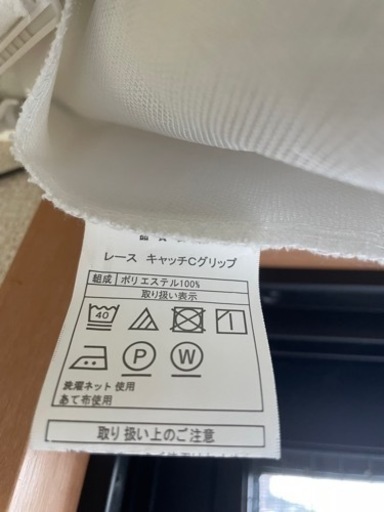 レース キャッチCグリップ
組成 ポリエステル100%
取り扱い表示
40
P W
洗濯ネット 使用
あて布使用
取り扱い上のご注意